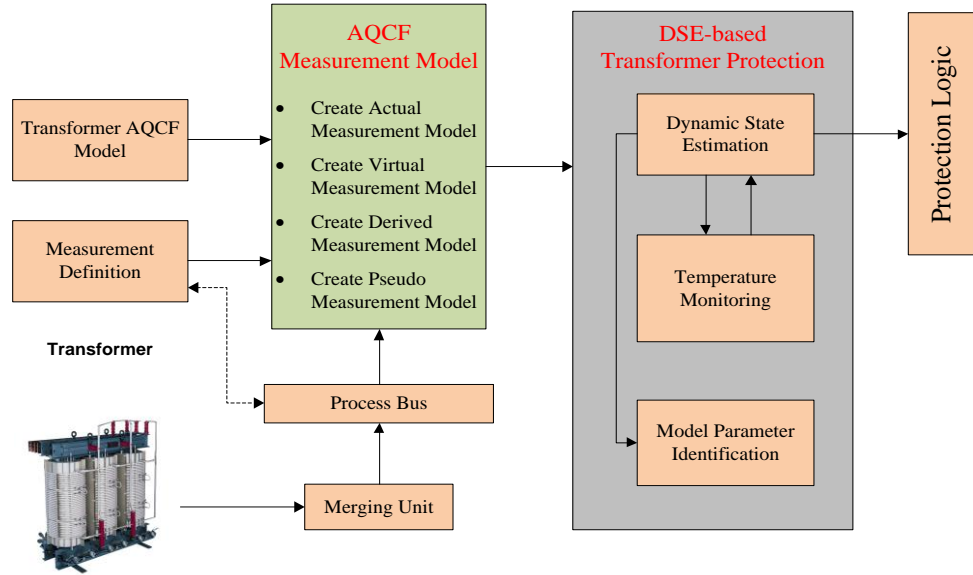 Transformer AQCF
Model
Measurement
Definition
Transformer
AQCF
Measurement Model
• Create Actual
Measurement Model
• Create Virtual
Measurement Model
• Create Derived
Measurement Model
• Create Pseudo
Measurement Model
Process Bus
Merging Unit
DSE-based
Transformer Protection
Dynamic State
Estimation
Temperature
Monitoring
Model Parameter
Identification
Protection Logic